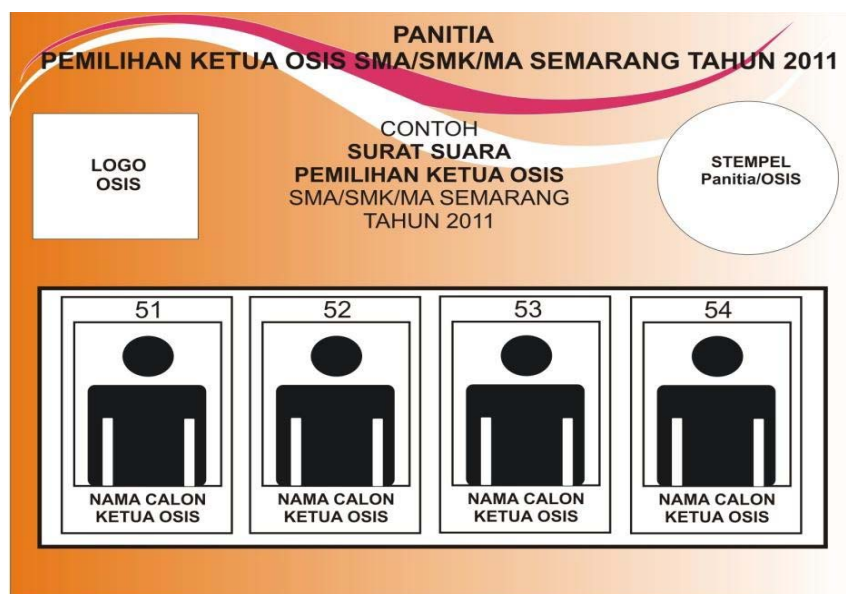 PANITIA
PEMILIHAN KETUA OSIS SMA/SMK/MA SEMARANG TAHUN 2011
LOGO
OSIS
CONTOH
SURAT SUARA
PEMILIHAN KETUA OSIS
SMA/SMK/MA SEMARANG
TAHUN 2011
STEMPEL
Panitia/OSIS
51
NAMA CALON
KETUA OSIS
52
NAMA CALON
KETUA OSIS
53
NAMA CALON
KETUA OSIS
54
NAMA CALON
KETUA OSIS